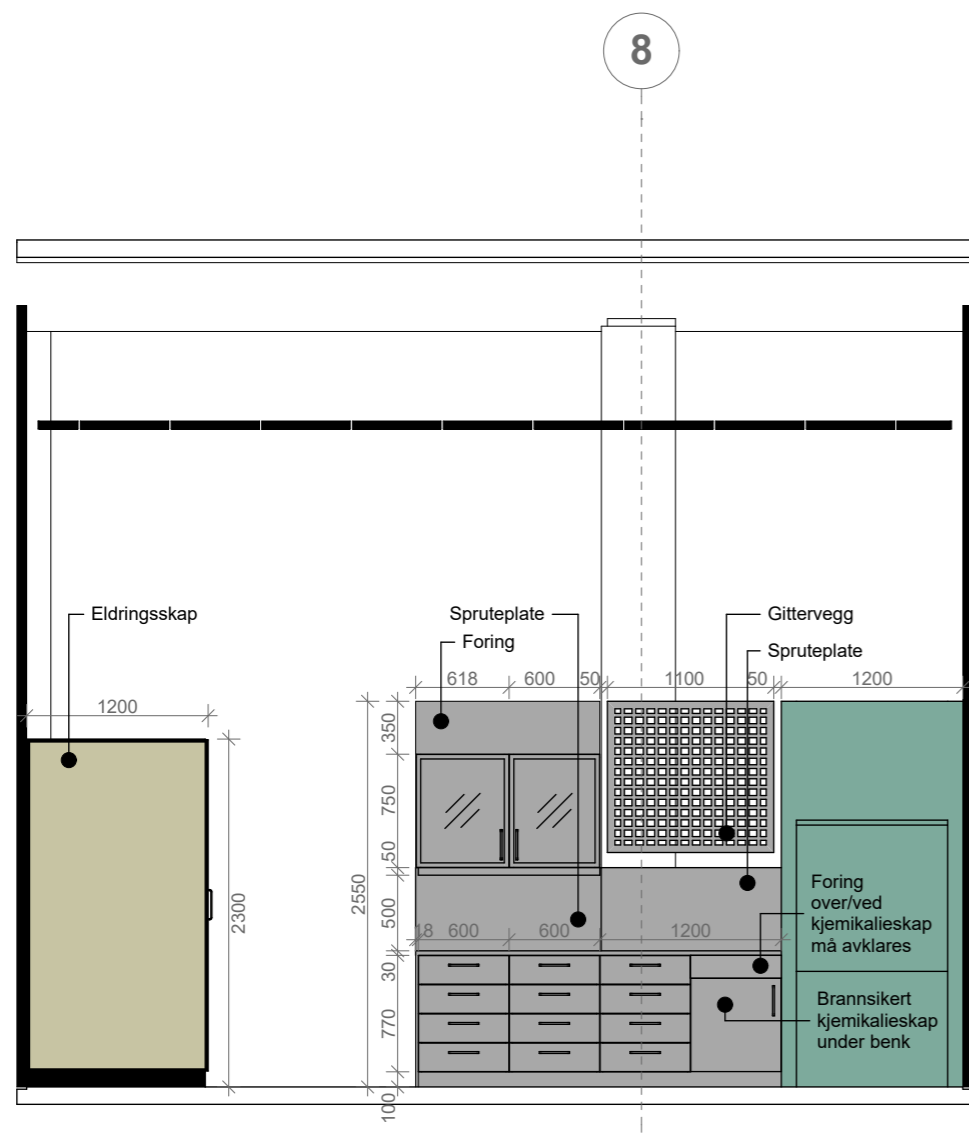 8
Eldringsskap
Spruteplate
Foring
Gittervegg
Spruteplate
618 600 50 1100 50 1200
1200
350
750
50
500
30
770
100
2550
2300
18 600 600 1200
Foring
over/ved
kjemikalieskap
må avklares
Brannsikert
kjemikalieskap
under benk